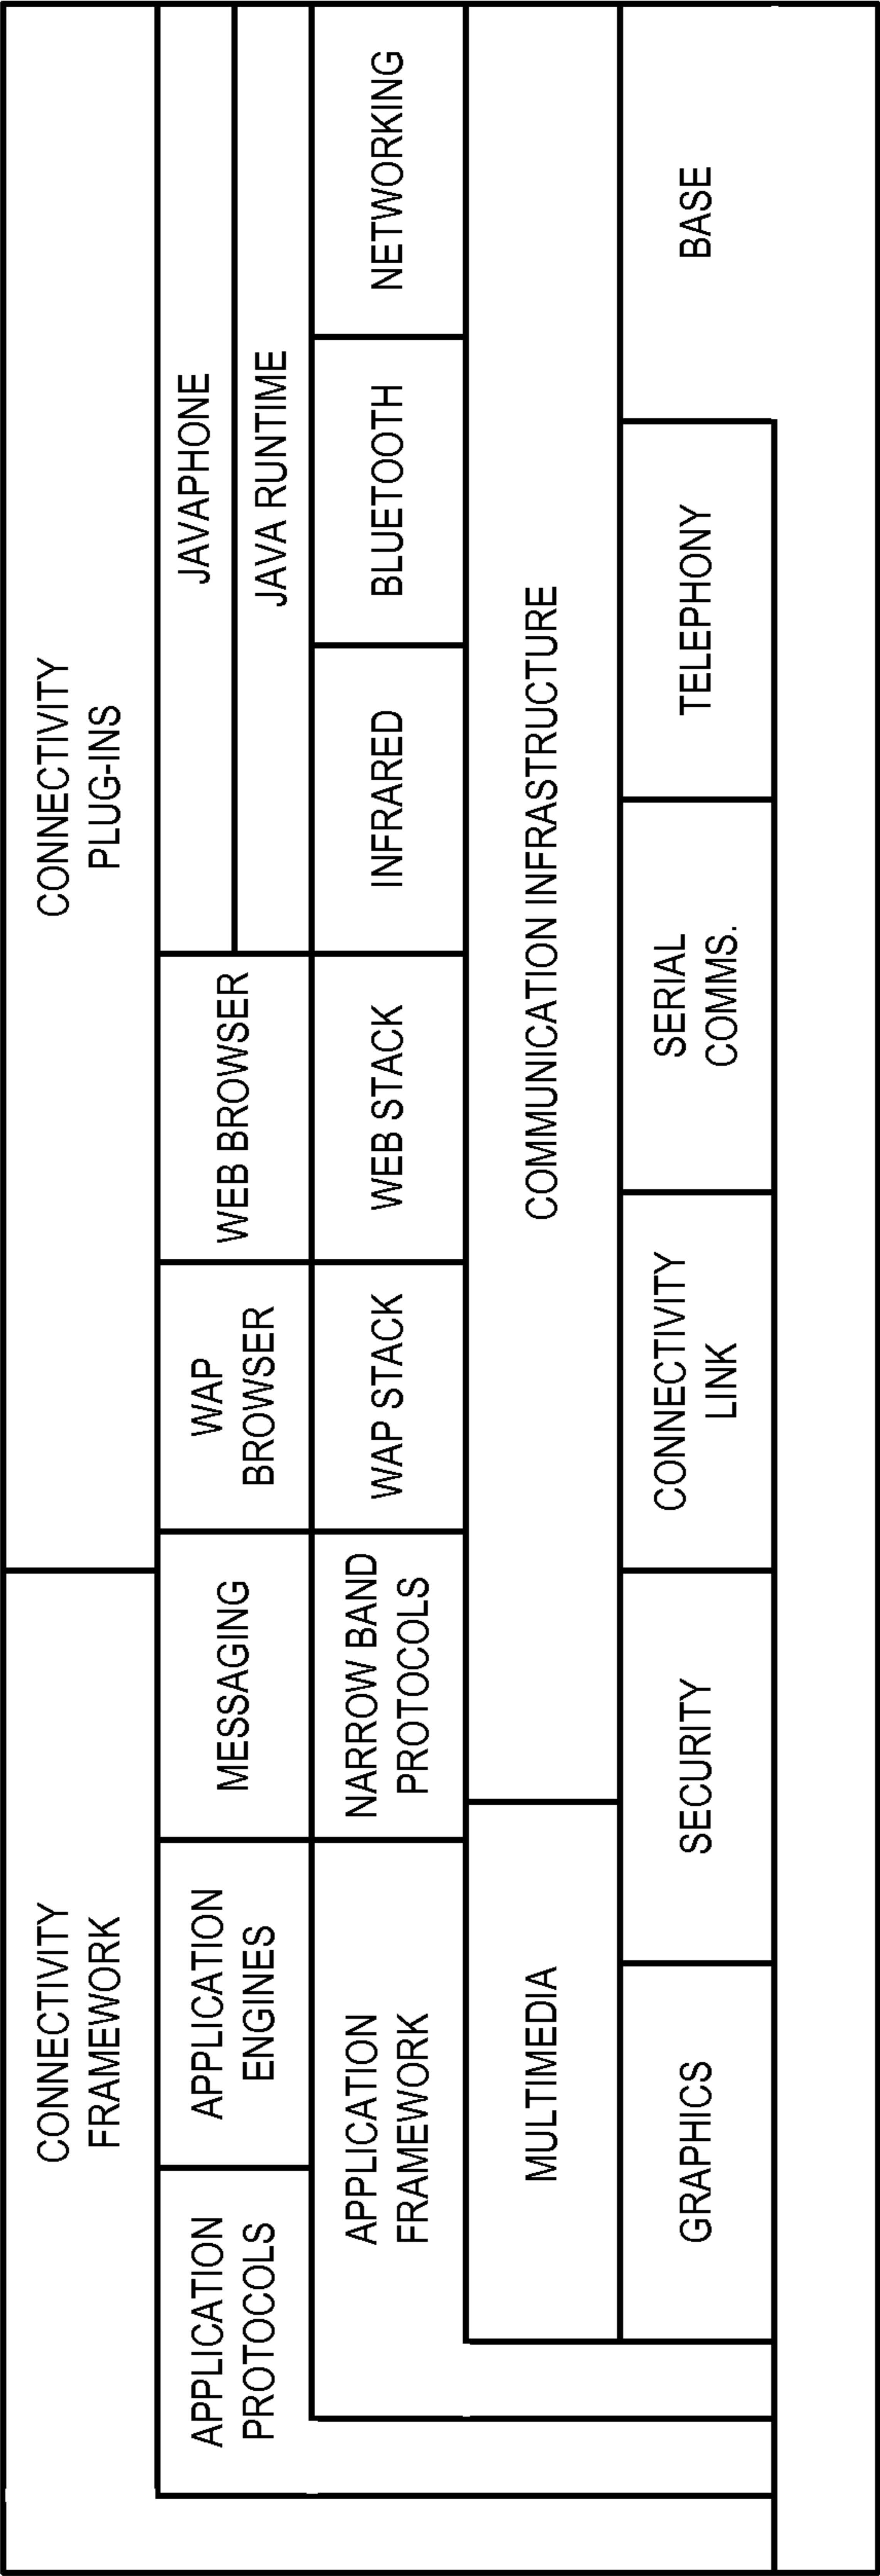 CONNECTIVITY
FRAMEWORK
CONNECTIVITY
PLUG-INS
APPLICATION
PROTOCOLS
APPLICATION
ENGINES
MESSAGING
WAP
BROWSER
WEB BROWSER
JAVAPHONE
JAVA RUNTIME
APPLICATION
FRAMEWORK
NARROW BAND
PROTOCOLS
WAP STACK
WEB STACK
INFRARED
BLUETOOTH
NETWORKING
MULTIMEDIA
COMMUNICATION INFRASTRUCTURE
GRAPHICS
SECURITY
CONNECTIVITY
LINK
SERIAL
COMMS.
TELEPHONY
BASE